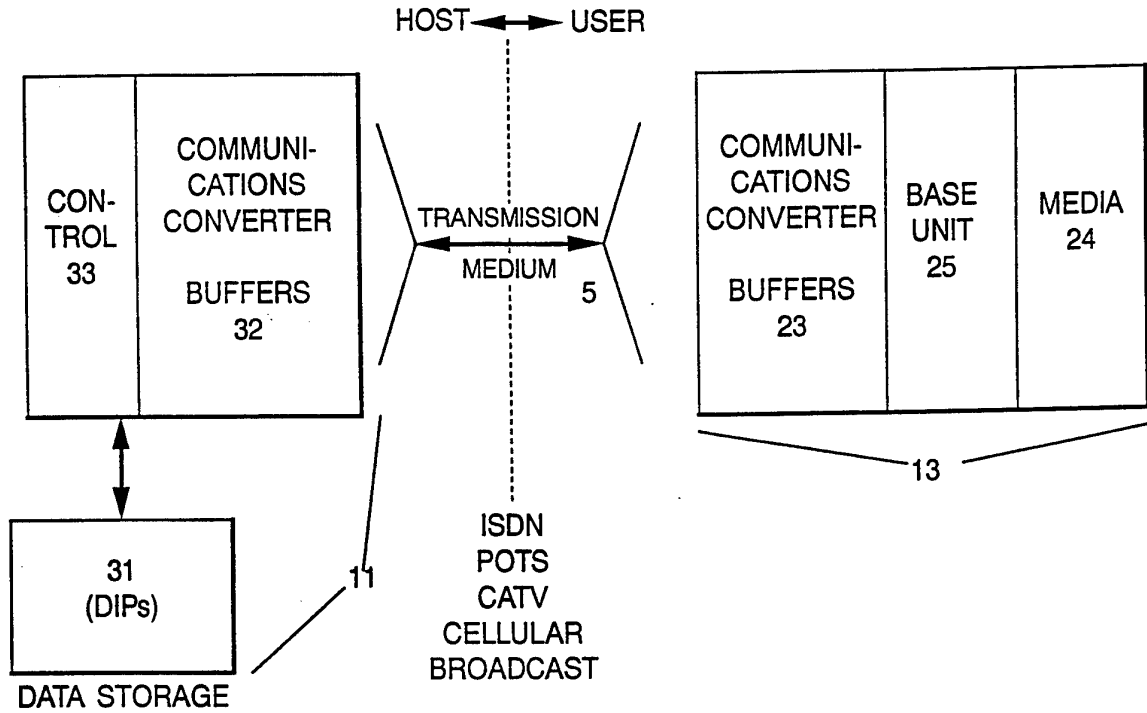 HOST USER
CON-
TROL
33
COMMUNI-
CATIONS
CONVERTER
BUFFERS
32
TRANSMISSION
MEDIUM
5
COMMUNI-
CATIONS
CONVERTER
BUFFERS
23
BASE
UNIT
25
MEDIA
24
13
31
(DIPs)
DATA STORAGE
11
ISDN
POTS
CATV
CELLULAR
BROADCAST